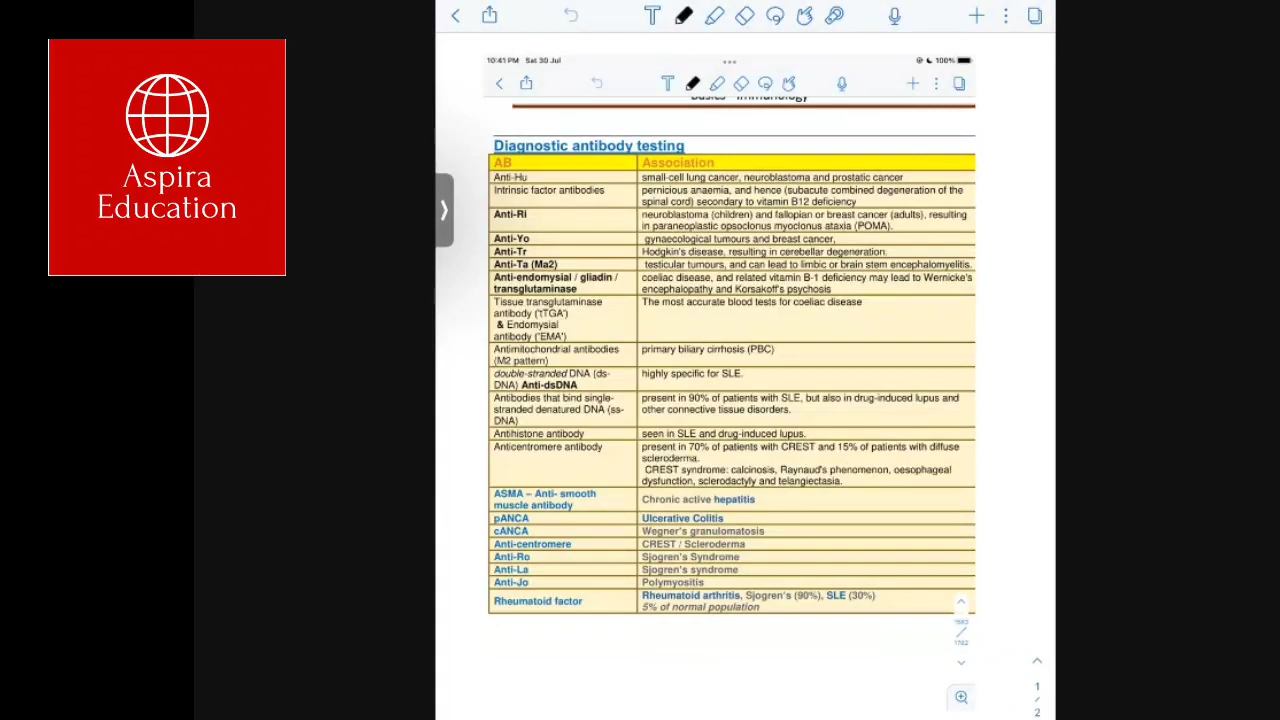 Aspira
Education
10:41 PM Sat 30 Jul
100%
Basics - Immunology
Diagnostic antibody testing
AB Association
Anti-Hu small-cell lung cancer, neuroblastoma and prostatic cancer
Intrinsic factor antibodies pernicious anaemia, and hence (subacute combined degeneration of the
spinal cord) secondary to vitamin B12 deficiency
Anti-Ri neuroblastoma (children) and fallopian or breast cancer (adults), resulting
in paraneoplastic opsoclonus myoclonus ataxia (POMA).
Anti-Yo gynaecological tumours and breast cancer,
Anti-Tr Hodgkin's disease, resulting in cerebellar degeneration.
Anti-Ta (Ma2) testicular tumours, and can lead to limbic or brain stem encephalomyelitis.
Anti-endomysial / gliadin / coeliac disease, and related vitamin B-1 deficiency may lead to Wernicke's
transglutaminase encephalopathy and Korsakoff's psychosis
Tissue transglutaminase The most accurate blood tests for coeliac disease
antibody ('tTGA')
& Endomysial
antibody ('EMA')
Antimitochondrial antibodies primary biliary cirrhosis (PBC)
(M2 pattern)
double-stranded DNA (ds- highly specific for SLE.
DNA) Anti-dsDNA
Antibodies that bind single- present in 90% of patients with SLE, but also in drug-induced lupus and
stranded denatured DNA (ss- other connective tissue disorders.
DNA)
Antihistone antibody seen in SLE and drug-induced lupus.
Anticentromere antibody present in 70% of patients with CREST and 15% of patients with diffuse
scleroderma.
CREST syndrome: calcinosis, Raynaud's phenomenon, oesophageal
dysfunction, sclerodactyly and telangiectasia.
ASMA – Anti- smooth
muscle antibody Chronic active hepatitis
pANCA Ulcerative Colitis
cANCA Wegner's granulomatosis
Anti-centromere CREST / Scleroderma
Anti-Ro Sjogren's Syndrome
Anti-La Sjogren's syndrome
Anti-Jo Polymyositis
Rheumatoid factor Rheumatoid arthritis, Sjogren's (90%), SLE (30%)
5% of normal population
1
/
2